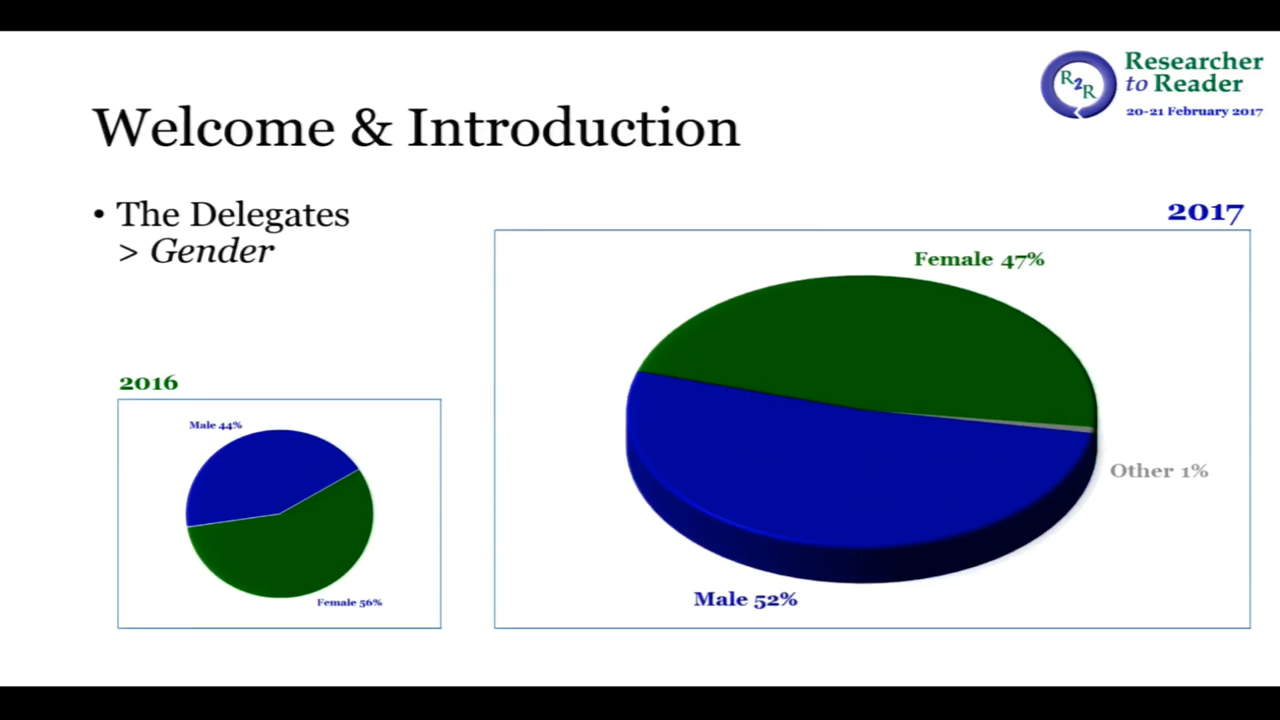 R2R
Researcher
to Reader
20-21 February 2017
Welcome & Introduction
• The Delegates
> Gender
2016
Male 44%
Female 56%
2017
Female 47%
Other 1%
Male 52%